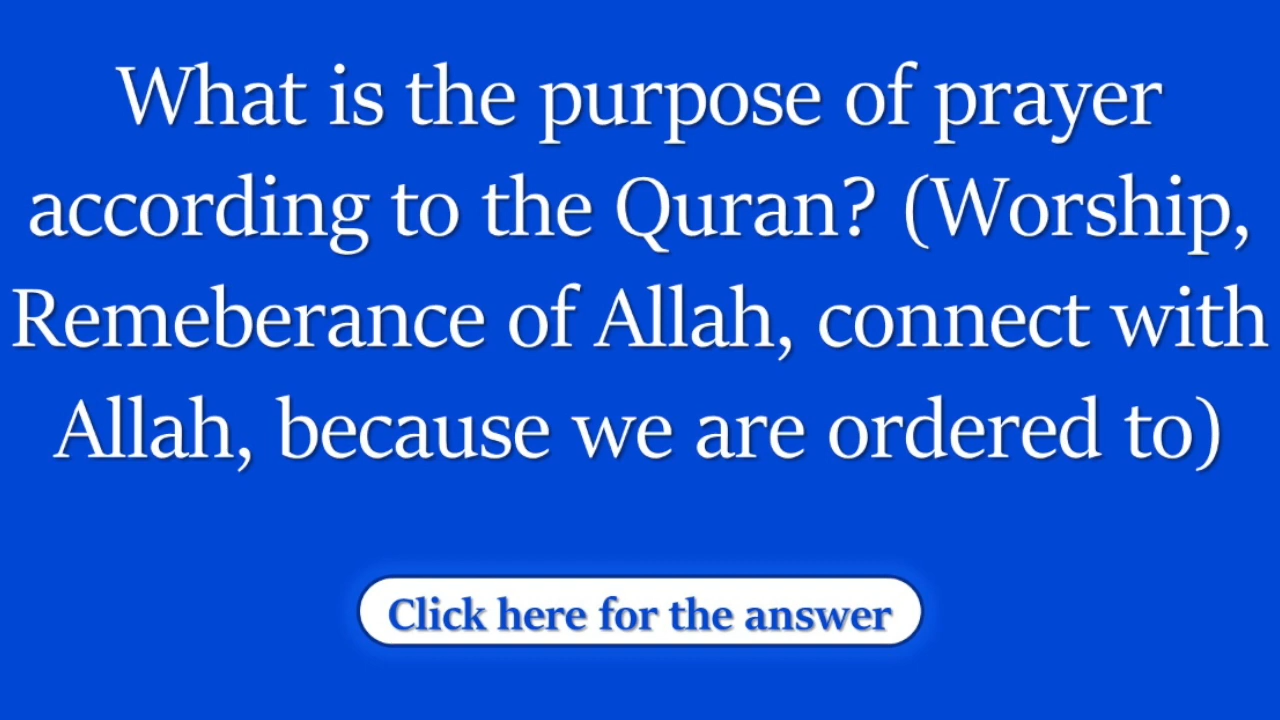 What is the purpose of prayer
according to the Quran? (Worship,
Remeberance of Allah, connect with
Allah, because we are ordered to)
Click here for the answer